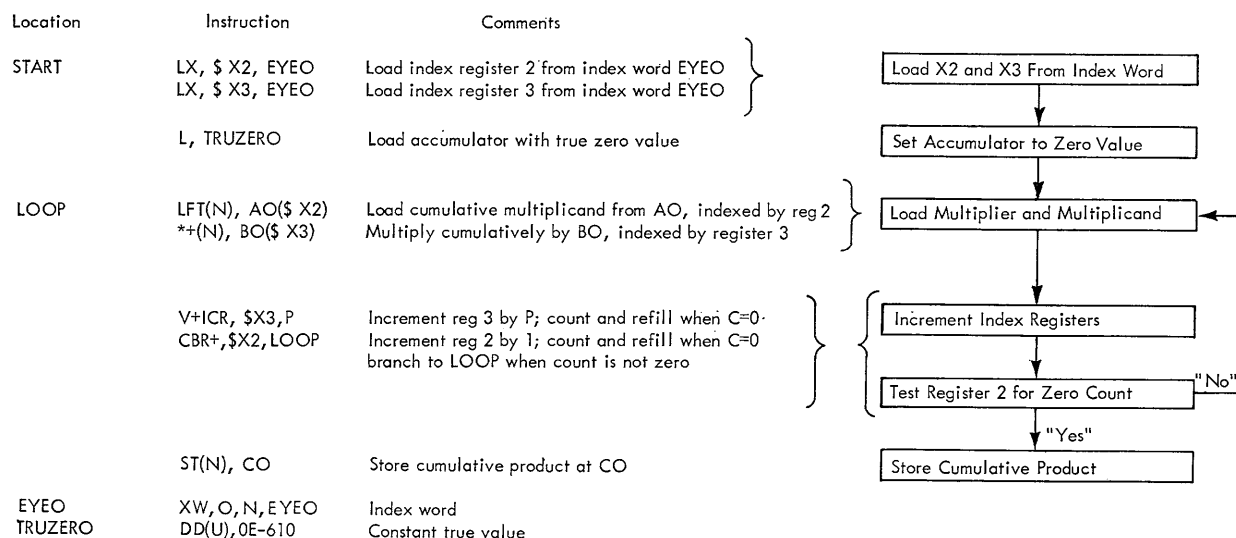 Location Instruction Comments
START LX, $ X2, EYEO Load index register 2 from index word EYEO
LX, $ X3, EYEO Load index register 3 from index word EYEO
L, TRUZERO Load accumulator with true zero value
LOOP LFT(N), AO($ X2) Load cumulative multiplicand from AO, indexed by reg 2
*+(N), BO($ X3) Multiply cumulatively by BO, indexed by register 3
V+ICR, $X3,P Increment reg 3 by P; count and refill when C=0.
CBR+,$X2,LOOP Increment reg 2 by 1; count and refill when C=0
branch to LOOP when count is not zero
ST(N), CO Store cumulative product at CO
EYEO XW,O,N,EYEO Index word
TRUZERO DD(U),0E-610 Constant true value
Load X2 and X3 From Index Word
Set Accumulator to Zero Value
Load Multiplier and Multiplicand
Increment Index Registers
Test Register 2 for Zero Count
"No"
"Yes"
Store Cumulative Product